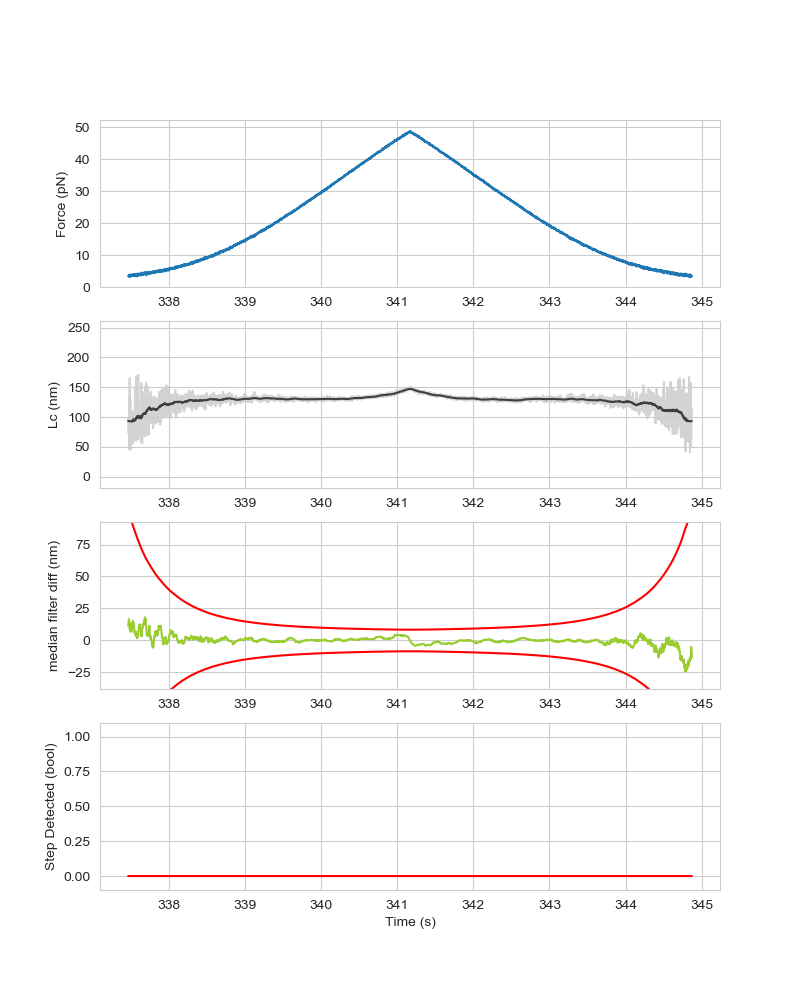 50
40
30
20
10
0
Force (pN)
338 339 340 341 342 343 344 345
250
200
150
100
50
0
Lc (nm)
338 339 340 341 342 343 344 345
75
50
25
0
−25
median filter diff (nm)
338 339 340 341 342 343 344 345
1.00
0.75
0.50
0.25
0.00
Step Detected (bool)
338 339 340 341 342 343 344 345
Time (s)